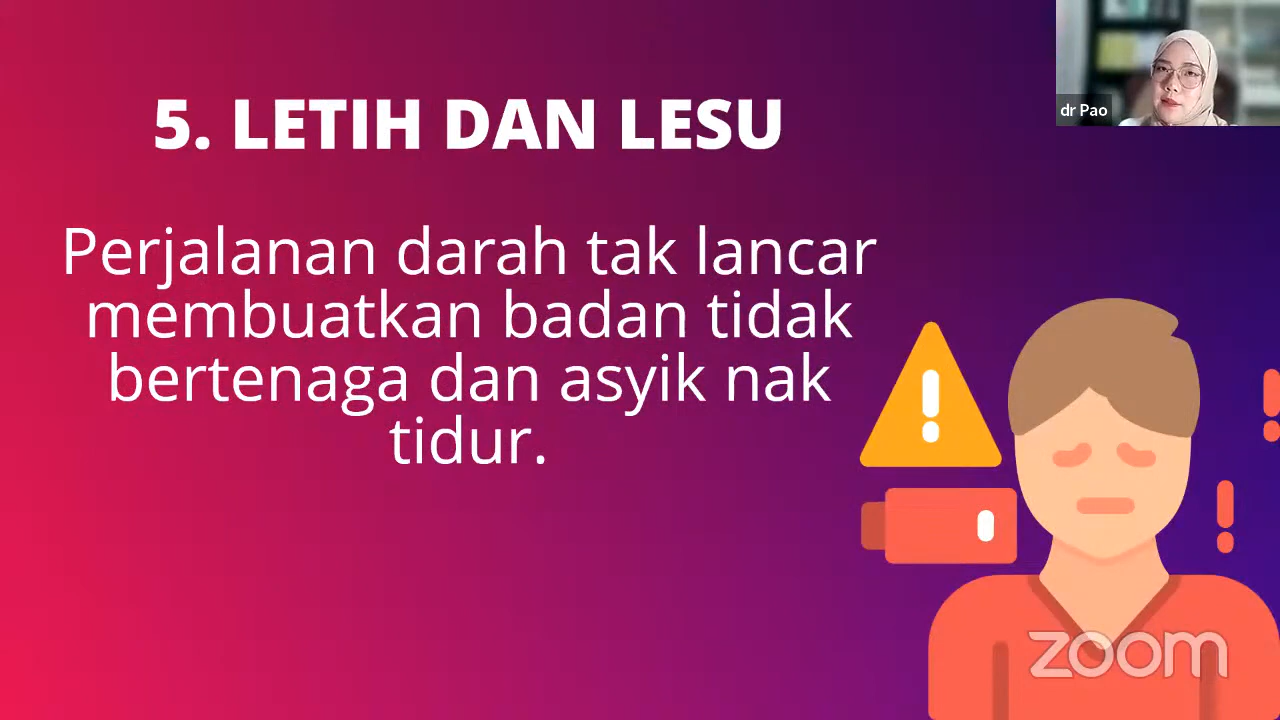 5. LETIH DAN LESU
Perjalanan darah tak lancar
membuatkan badan tidak
bertenaga dan asyik nak
tidur.
dr Pao
zoom